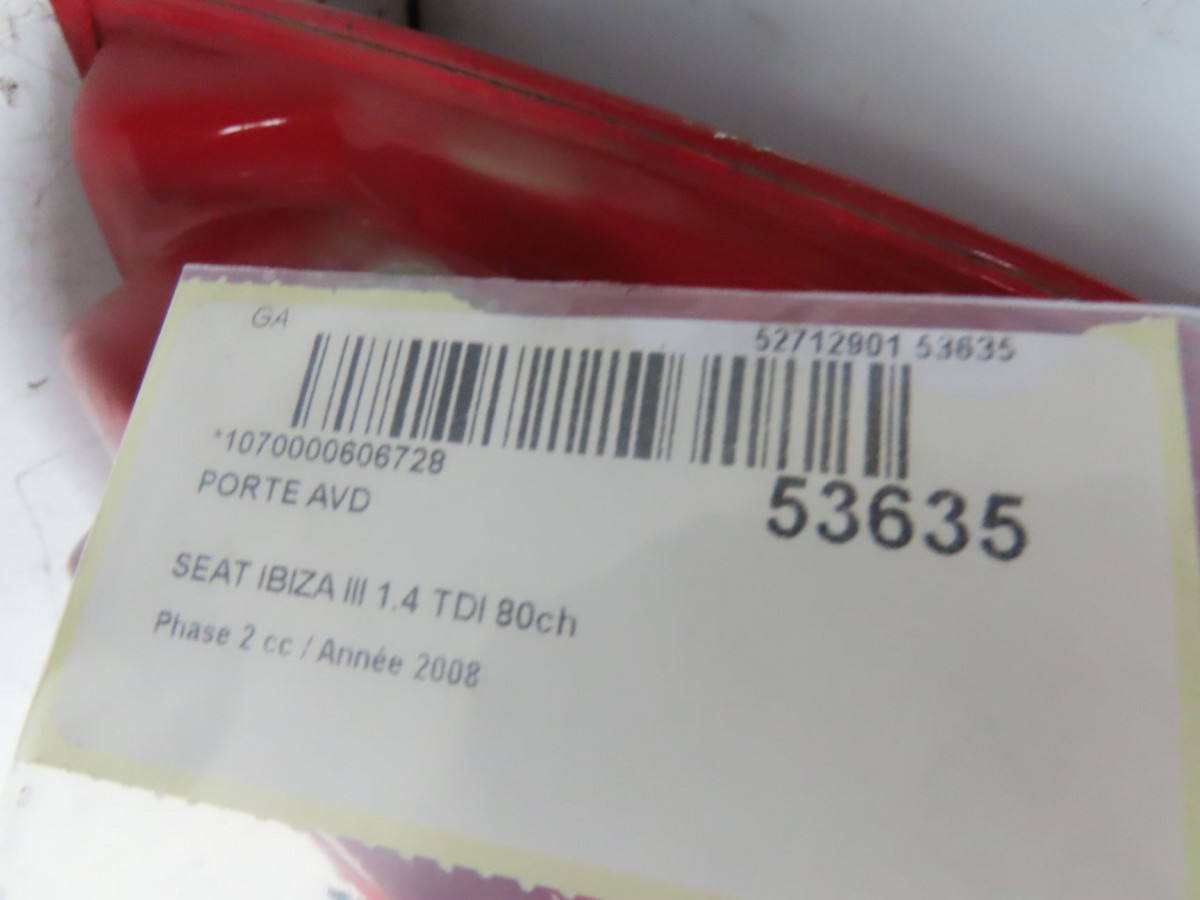 GA
52712901 53635
*1070000606728
53635
PORTE AVD
SEAT IBIZA III 1.4 TDI 80ch
Phase 2 cc / Année 2008